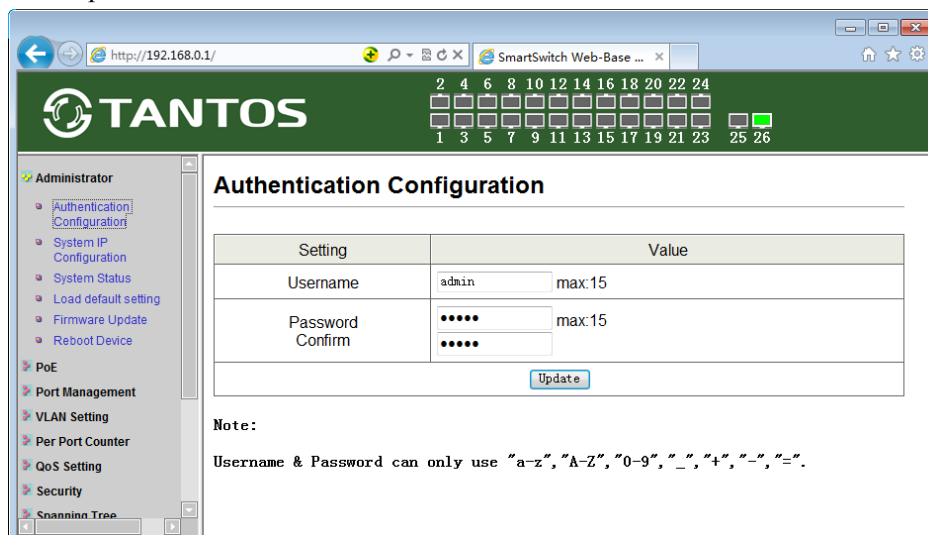 http://192.168.0.1/
SmartSwitch Web-Base ...
TANTOS
2 4 6 8 10 12 14 16 18 20 22 24
1 3 5 7 9 11 13 15 17 19 21 23 25 26
Administrator
Authentication
Configuration
System IP
Configuration
System Status
Load default setting
Firmware Update
Reboot Device
PoE
Port Management
VLAN Setting
Per Port Counter
QoS Setting
Security
Spanning Tree
Authentication Configuration
Setting Value
Username admin max:15
Password ••••• max:15
Confirm •••••
Update
Note:
Username & Password can only use "a-z","A-Z","0-9","_","+","-","=".